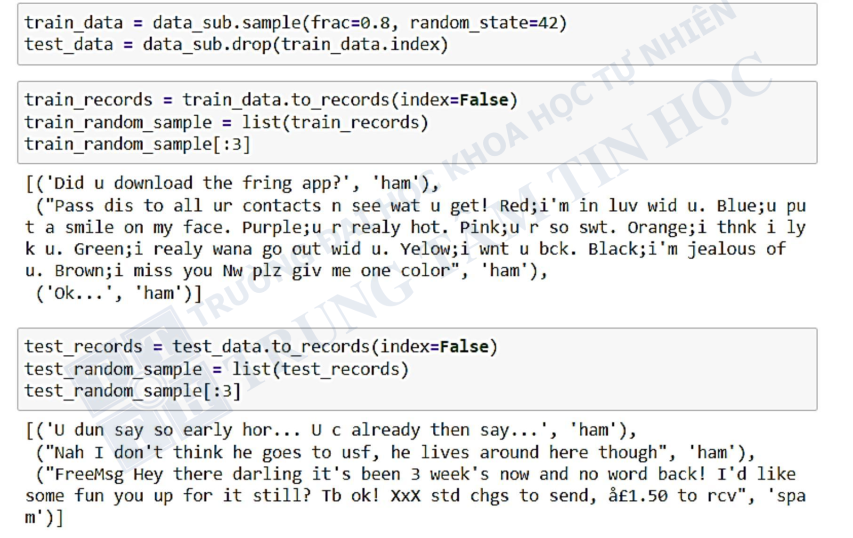 train_data = data_sub.sample(frac=0.8, random_state=42)
test_data = data_sub.drop(train_data.index)
train_records = train_data.to_records(index=False)
train_random_sample = list(train_records)
train_random_sample[:3]
[('Did u download the fring app?', 'ham'),
("Pass dis to all ur contacts n see wat u get! Red;i'm in luv wid u. Blue;u pu
t a smile on my face. Purple;u r realy hot. Pink;u r so swt. Orange;i thnk i ly
k u. Green;i realy wana go out wid u. Yelow;i wnt u bck. Black;i'm jealous of
u. Brown;i miss you Nw plz giv me one color", 'ham'),
('Ok...', 'ham')]
test_records = test_data.to_records(index=False)
test_random_sample = list(test_records)
test_random_sample[:3]
[('U dun say so early hor... U c already then say...', 'ham'),
("Nah I don't think he goes to usf, he lives around here though", 'ham'),
("FreeMsg Hey there darling it's been 3 week's now and no word back! I'd like
some fun you up for it still? Tb ok! XxX std chgs to send, å£1.50 to rcv", 'spa
m')]
TRƯỜNG ĐẠI HỌC KHOA HỌC TỰ NHIÊN
TRUNG TÂM TIN HỌC